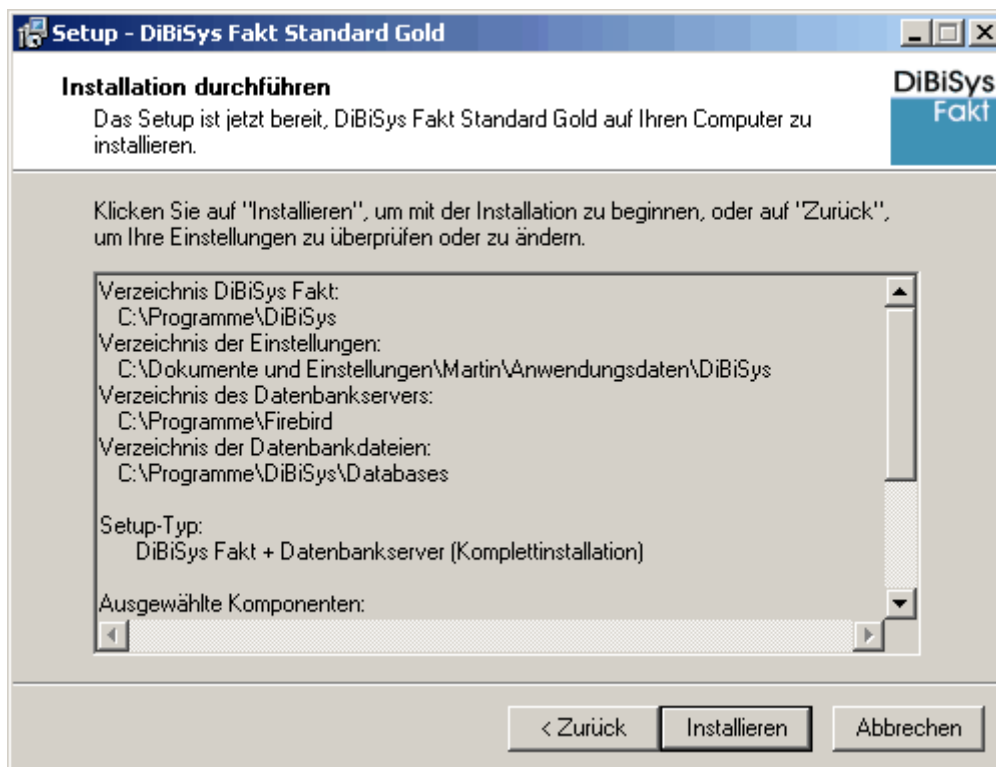 Setup - DiBiSys Fakt Standard Gold
Installation durchführen
DiBiSys
Fakt
Das Setup ist jetzt bereit, DiBiSys Fakt Standard Gold auf Ihren Computer zu
installieren.
Klicken Sie auf "Installieren", um mit der Installation zu beginnen, oder auf "Zurück",
um Ihre Einstellungen zu überprüfen oder zu ändern.
Verzeichnis DiBiSys Fakt:
C:\Programme\DiBiSys
Verzeichnis der Einstellungen:
C:\Dokumente und Einstellungen\Martin\Anwendungsdaten\DiBiSys
Verzeichnis des Datenbankservers:
C:\Programme\Firebird
Verzeichnis der Datenbankdateien:
C:\Programme\DiBiSys\Databases
Setup-Typ:
DiBiSys Fakt + Datenbankserver (Komplettinstallation)
Ausgewählte Komponenten:
< Zurück
Installieren
Abbrechen